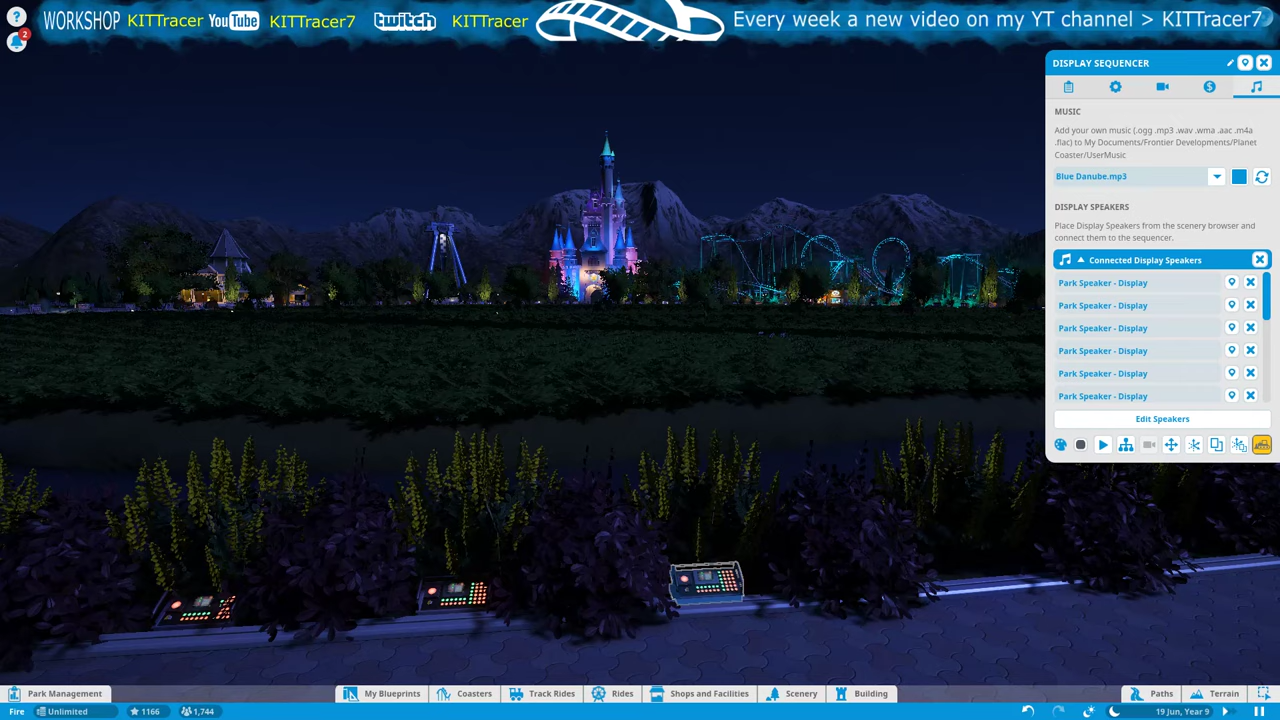 ? WORKSHOP KITTracer YouTube KITTracer7 twitch KITTracer Every week a new video on my YT channel > KITTracer7
2
DISPLAY SEQUENCER
MUSIC
Add your own music (.ogg .mp3 .wav .wma .aac .m4a
.flac) to My Documents/Frontier Developments/Planet
Coaster/UserMusic
Blue Danube.mp3
DISPLAY SPEAKERS
Place Display Speakers from the scenery browser and
connect them to the sequencer.
Connected Display Speakers
Park Speaker - Display
Park Speaker - Display
Park Speaker - Display
Park Speaker - Display
Park Speaker - Display
Park Speaker - Display
Edit Speakers
Park Management My Blueprints Coasters Track Rides Rides Shops and Facilities Scenery Building Paths Terrain
Fire Unlimited 1166 1,744 19 Jun, Year 9